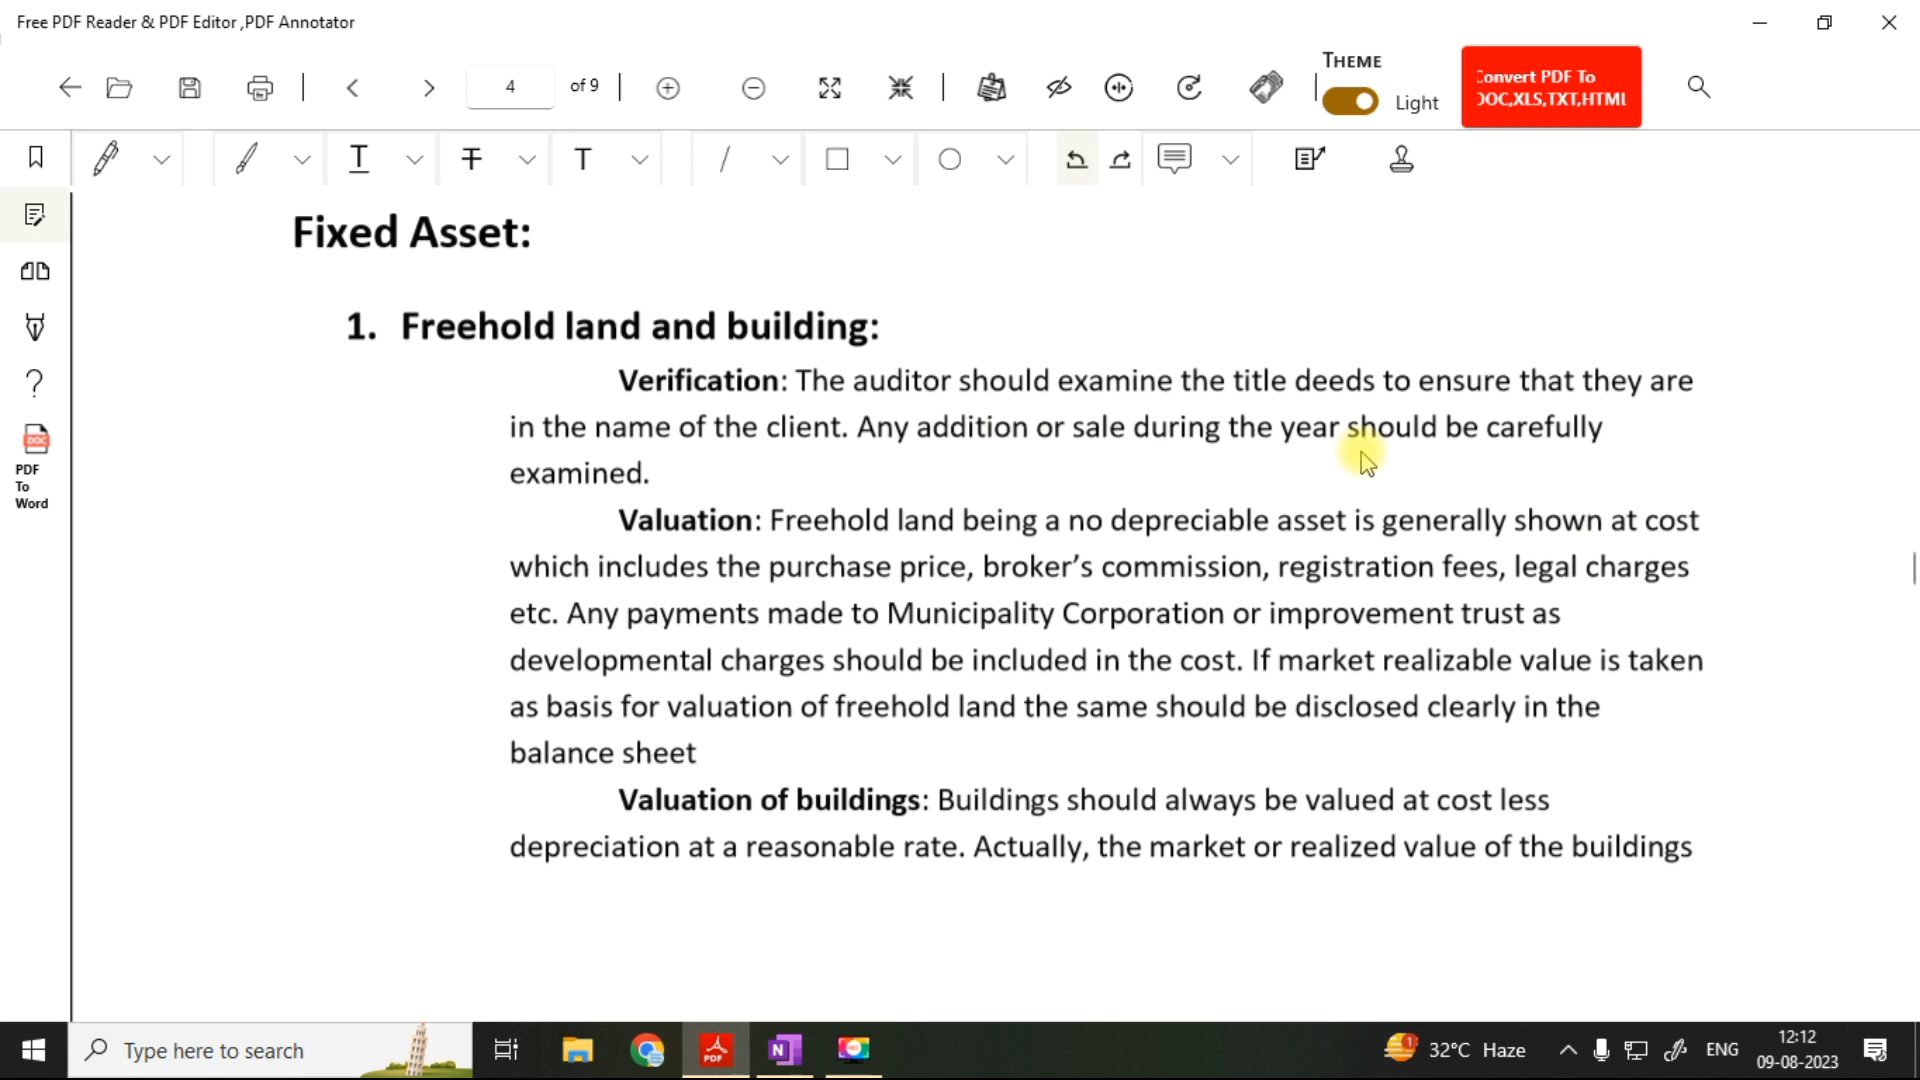 Free PDF Reader & PDF Editor ,PDF Annotator
4 of 9
THEME
Light
Convert PDF To
DOC,XLS,TXT,HTML
T T T
Fixed Asset:
1. Freehold land and building:
Verification: The auditor should examine the title deeds to ensure that they are
in the name of the client. Any addition or sale during the year should be carefully
examined.
Valuation: Freehold land being a no depreciable asset is generally shown at cost
which includes the purchase price, broker’s commission, registration fees, legal charges
etc. Any payments made to Municipality Corporation or improvement trust as
developmental charges should be included in the cost. If market realizable value is taken
as basis for valuation of freehold land the same should be disclosed clearly in the
balance sheet
Valuation of buildings: Buildings should always be valued at cost less
depreciation at a reasonable rate. Actually, the market or realized value of the buildings
?
DOC
PDF
To
Word
Type here to search
PDF
N
1
32°C Haze
ENG
12:12
09-08-2023